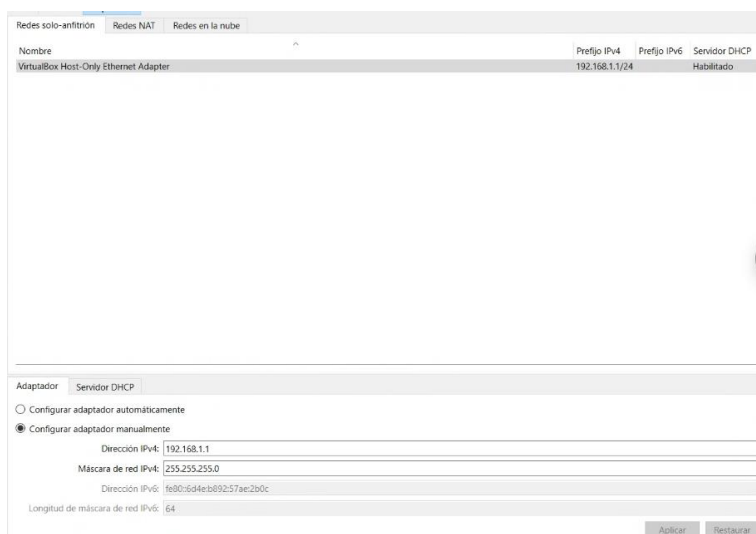 Redes solo-anfitrión Redes NAT Redes en la nube
Nombre Prefijo IPv4 Prefijo IPv6 Servidor DHCP
VirtualBox Host-Only Ethernet Adapter 192.168.1.1/24 Habilitado
Adaptador Servidor DHCP
Configurar adaptador automáticamente
Configurar adaptador manualmente
Dirección IPv4: 192.168.1.1
Máscara de red IPv4: 255.255.255.0
Dirección IPv6: fe80::6d4e:b892:57ae:2b0c
Longitud de máscara de red IPv6: 64
Aplicar Restaurar